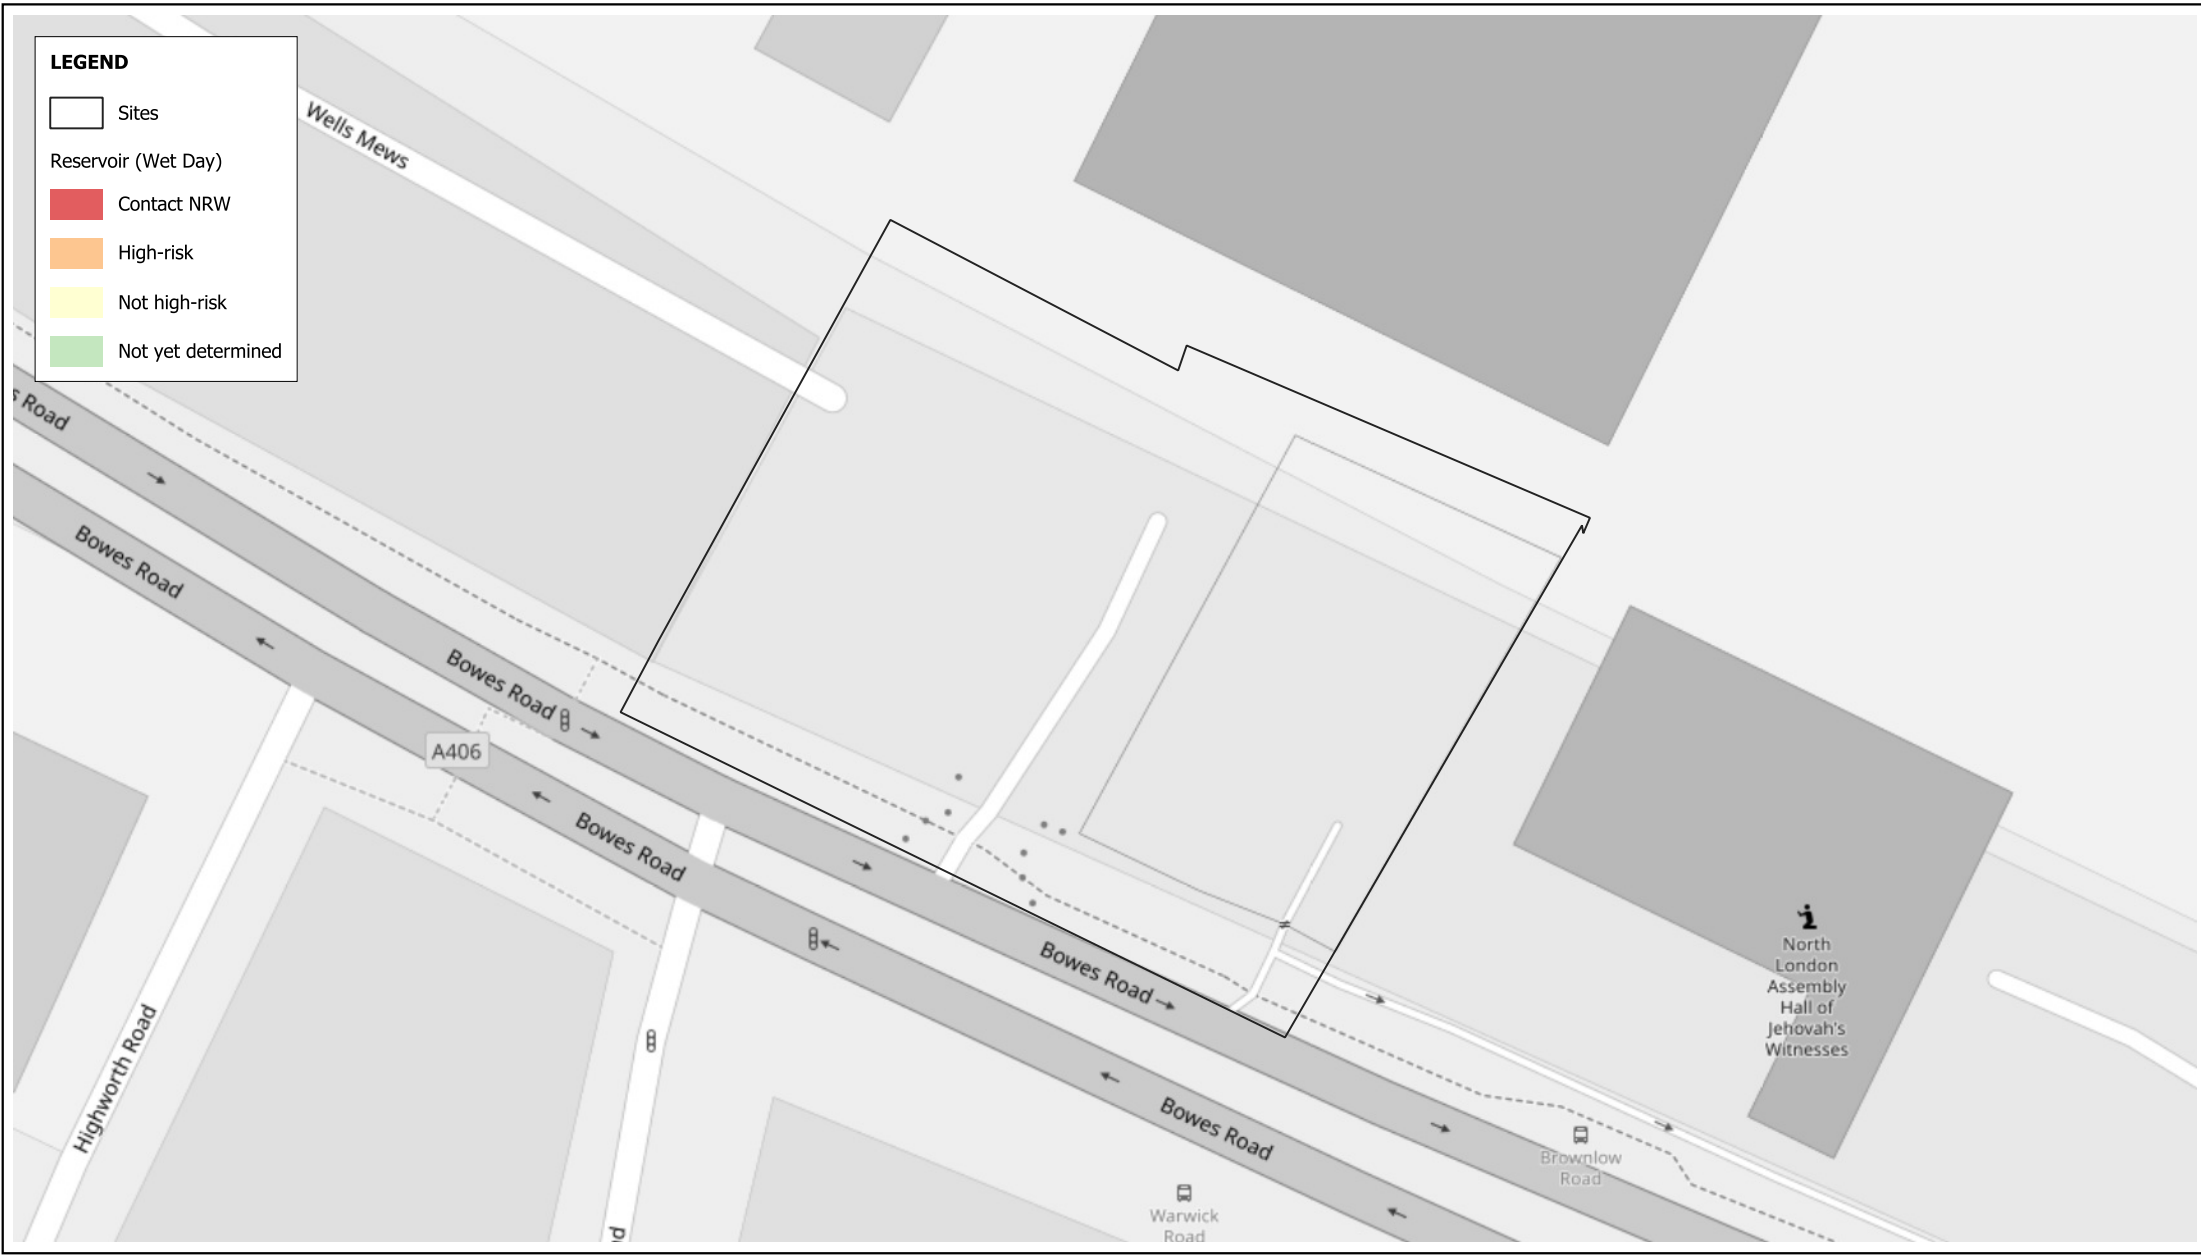 LEGEND
Sites
Reservoir (Wet Day)
Contact NRW
High-risk
Not high-risk
Not yet determined
Wells Mews
s Road
Bowes Road
Bowes Road
A406
Bowes Road
Bowes Road
Bowes Road
Highworth Road
North
London
Assembly
Hall of
Jehovah's
Witnesses
Brownlow
Road
Warwick
Road